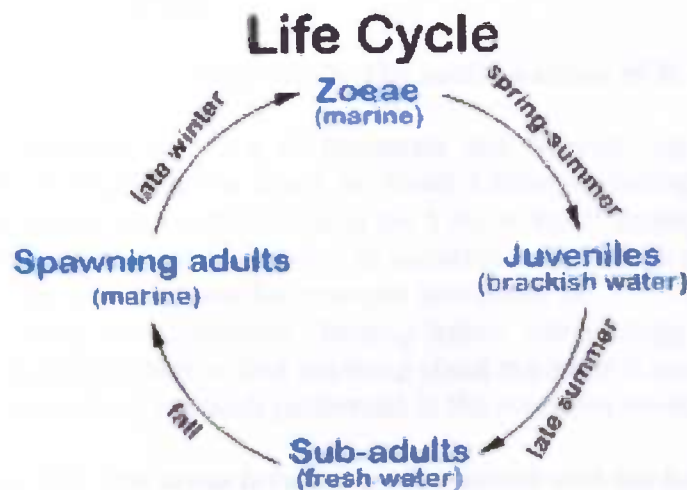 Life Cycle
Zoeae
(marine)
spring-summer
Juveniles
(brackish water)
late summer
Sub-adults
(fresh water)
fall
Spawning adults
(marine)
late winter